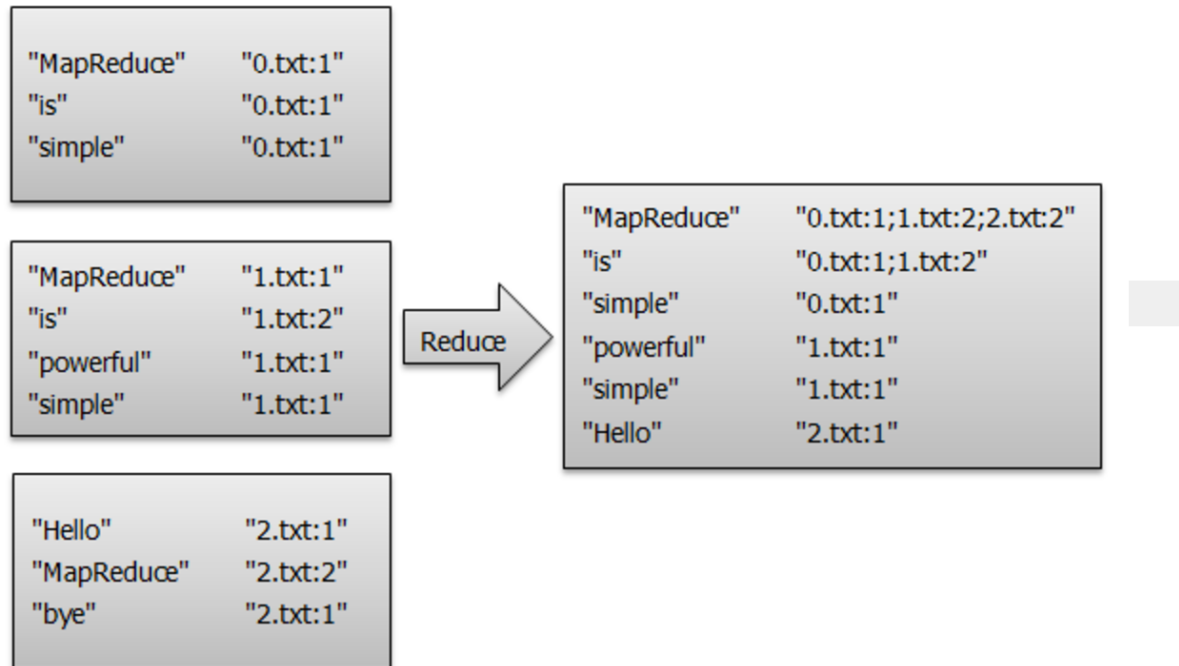 "MapReduce" "0.txt:1"
"is" "0.txt:1"
"simple" "0.txt:1"
"MapReduce" "1.txt:1"
"is" "1.txt:2"
"powerful" "1.txt:1"
"simple" "1.txt:1"
"Hello" "2.txt:1"
"MapReduce" "2.txt:2"
"bye" "2.txt:1"
Reduce
"MapReduce" "0.txt:1;1.txt:2;2.txt:2"
"is" "0.txt:1;1.txt:2"
"simple" "0.txt:1"
"powerful" "1.txt:1"
"simple" "1.txt:1"
"Hello" "2.txt:1"